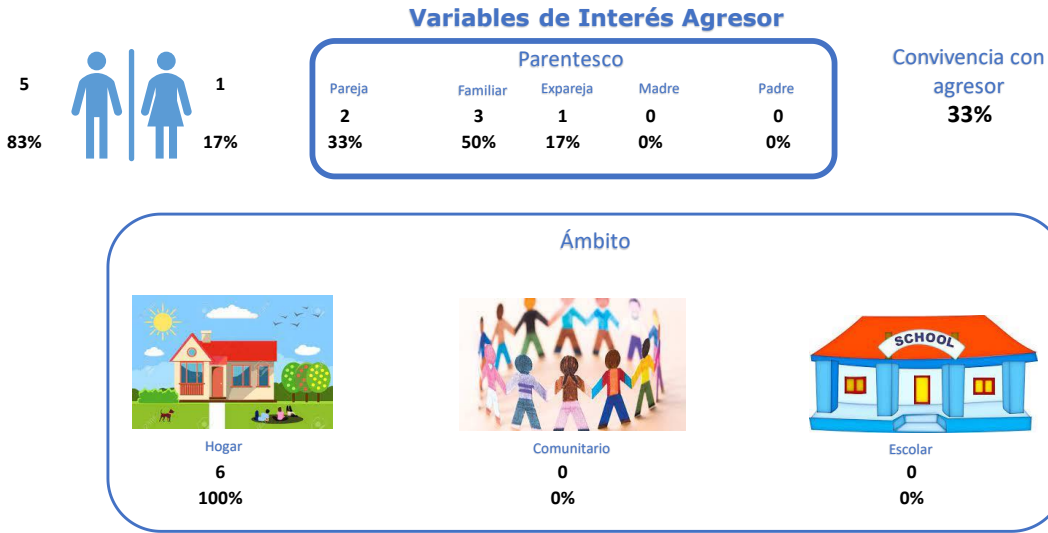 Variables de Interés Agresor
5
83%
1
17%
Parentesco
Pareja Familiar Expareja Madre Padre
2 3 1 0 0
33% 50% 17% 0% 0%
Convivencia con
agresor
33%
Ámbito
SCHOOL
Hogar Comunitario Escolar
6 0 0
100% 0% 0%